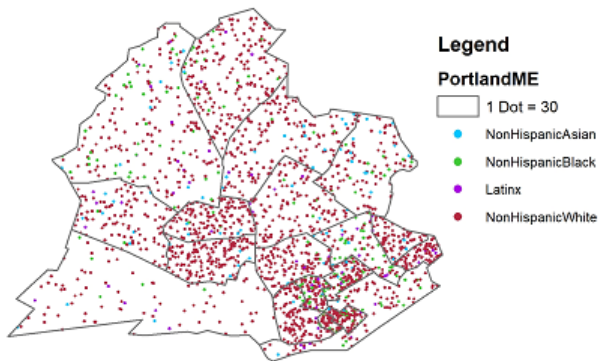 Legend
PortlandME
1 Dot = 30
NonHispanicAsian
NonHispanicBlack
Latinx
NonHispanicWhite